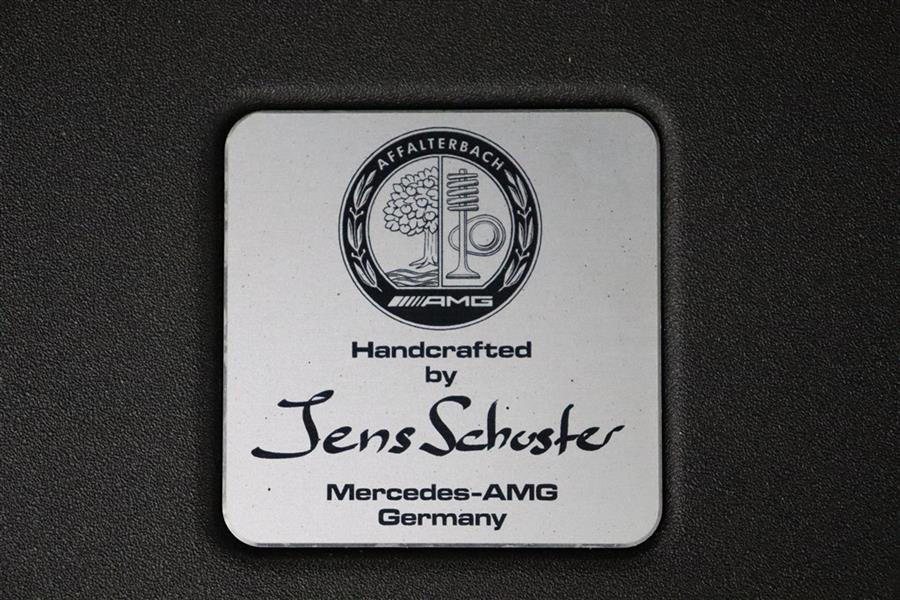 AFFALTERBACH
AMG
Handcrafted
by
Jens Schuster
Mercedes-AMG
Germany